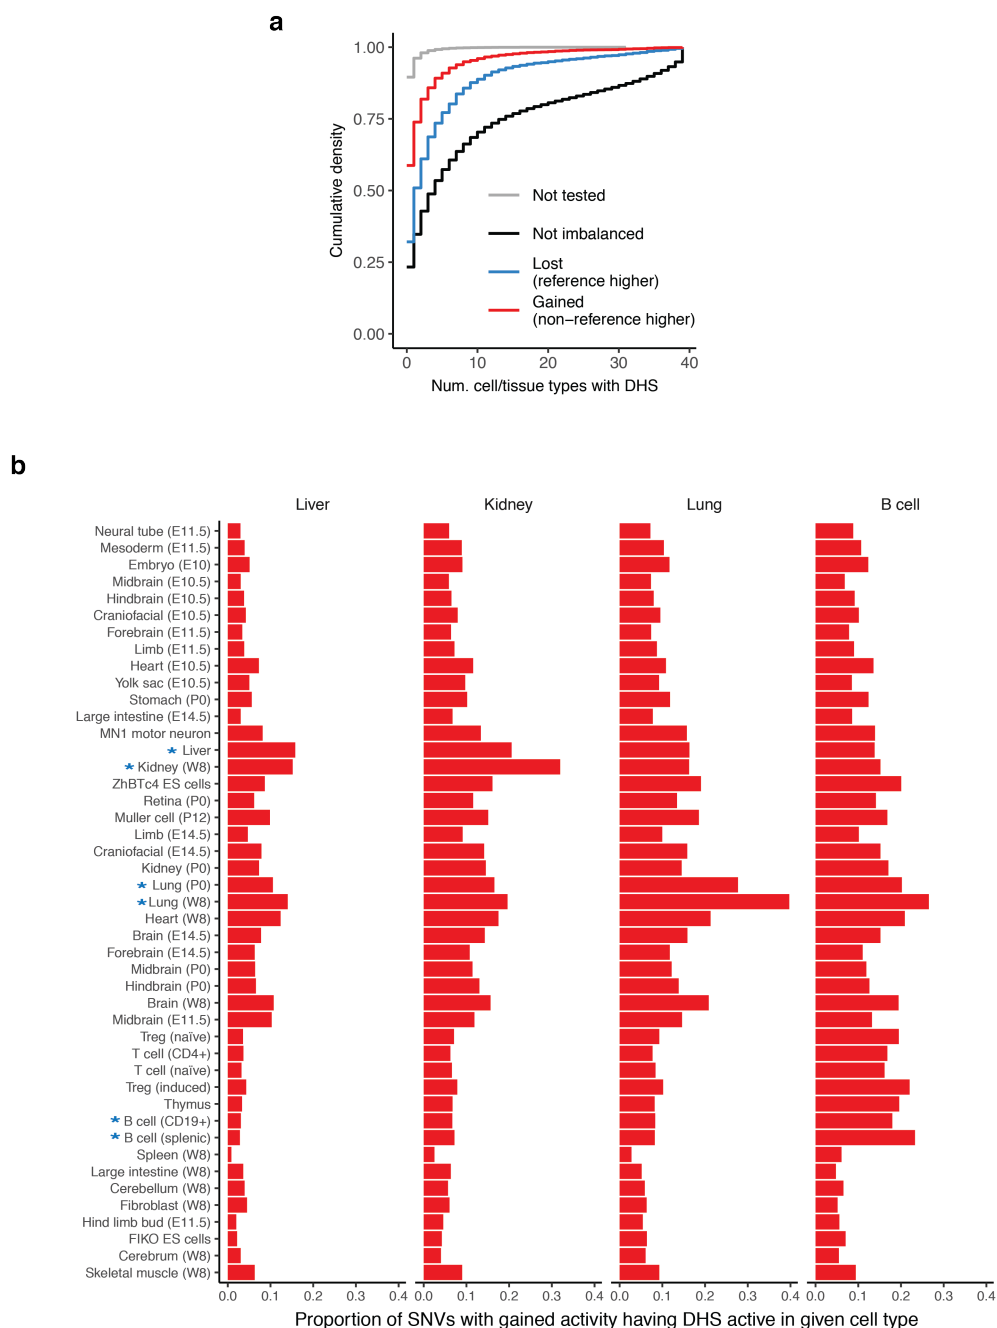 a
1.00
0.75
0.50
0.25
0.00
Cumulative density
Not tested
Not imbalanced
Lost
(reference higher)
Gained
(non−reference higher)
0 10 20 30 40
Num. cell/tissue types with DHS
b
Liver Kidney Lung B cell
Neural tube (E11.5)
Mesoderm (E11.5)
Embryo (E10)
Midbrain (E10.5)
Hindbrain (E10.5)
Craniofacial (E10.5)
Forebrain (E11.5)
Limb (E11.5)
Heart (E10.5)
Yolk sac (E10.5)
Stomach (P0)
Large intestine (E14.5)
MN1 motor neuron
* Liver
* Kidney (W8)
ZhBTc4 ES cells
Retina (P0)
Muller cell (P12)
Limb (E14.5)
Craniofacial (E14.5)
Kidney (P0)
* Lung (P0)
* Lung (W8)
Heart (W8)
Brain (E14.5)
Forebrain (E14.5)
Midbrain (P0)
Hindbrain (P0)
Brain (W8)
Midbrain (E11.5)
Treg (naïve)
T cell (CD4+)
T cell (naïve)
Treg (induced)
Thymus
* B cell (CD19+)
* B cell (splenic)
Spleen (W8)
Large intestine (W8)
Cerebellum (W8)
Fibroblast (W8)
Hind limb bud (E11.5)
FIKO ES cells
Cerebrum (W8)
Skeletal muscle (W8)
0.0 0.1 0.2 0.3 0.4 0.0 0.1 0.2 0.3 0.4 0.0 0.1 0.2 0.3 0.4 0.0 0.1 0.2 0.3 0.4
Proportion of SNVs with gained activity having DHS active in given cell type